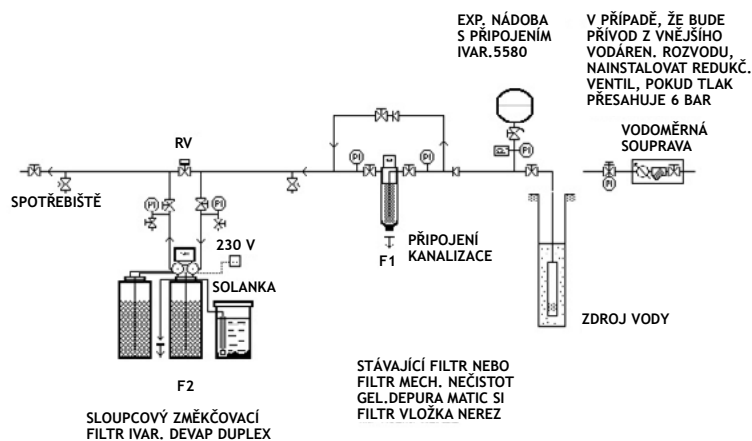 EXP. NÁDOBA
S PŘIPOJENÍM
IVAR.5580
V PŘÍPADĚ, ŽE BUDE
PŘÍVOD Z VNĚJŠÍHO
VODÁREN. ROZVODU,
NAINSTALOVAT REDUKČ.
VENTIL, POKUD TLAK
PŘESAHUJE 6 BAR
VODOMĚRNÁ
SOUPRAVA
RV
PI
PI
PI
SPOTŘEBIŠTĚ
PI
PI
PI
230 V
SOLANKA
F1
PŘIPOJENÍ
KANALIZACE
ZDROJ VODY
F2
SLOUPCOVÝ ZMĚKČOVACÍ
FILTR IVAR. DEVAP DUPLEX
STÁVAJÍCÍ FILTR NEBO
FILTR MECH. NEČISTOT
GEL.DEPURA MATIC SI
FILTR VLOŽKA NEREZ